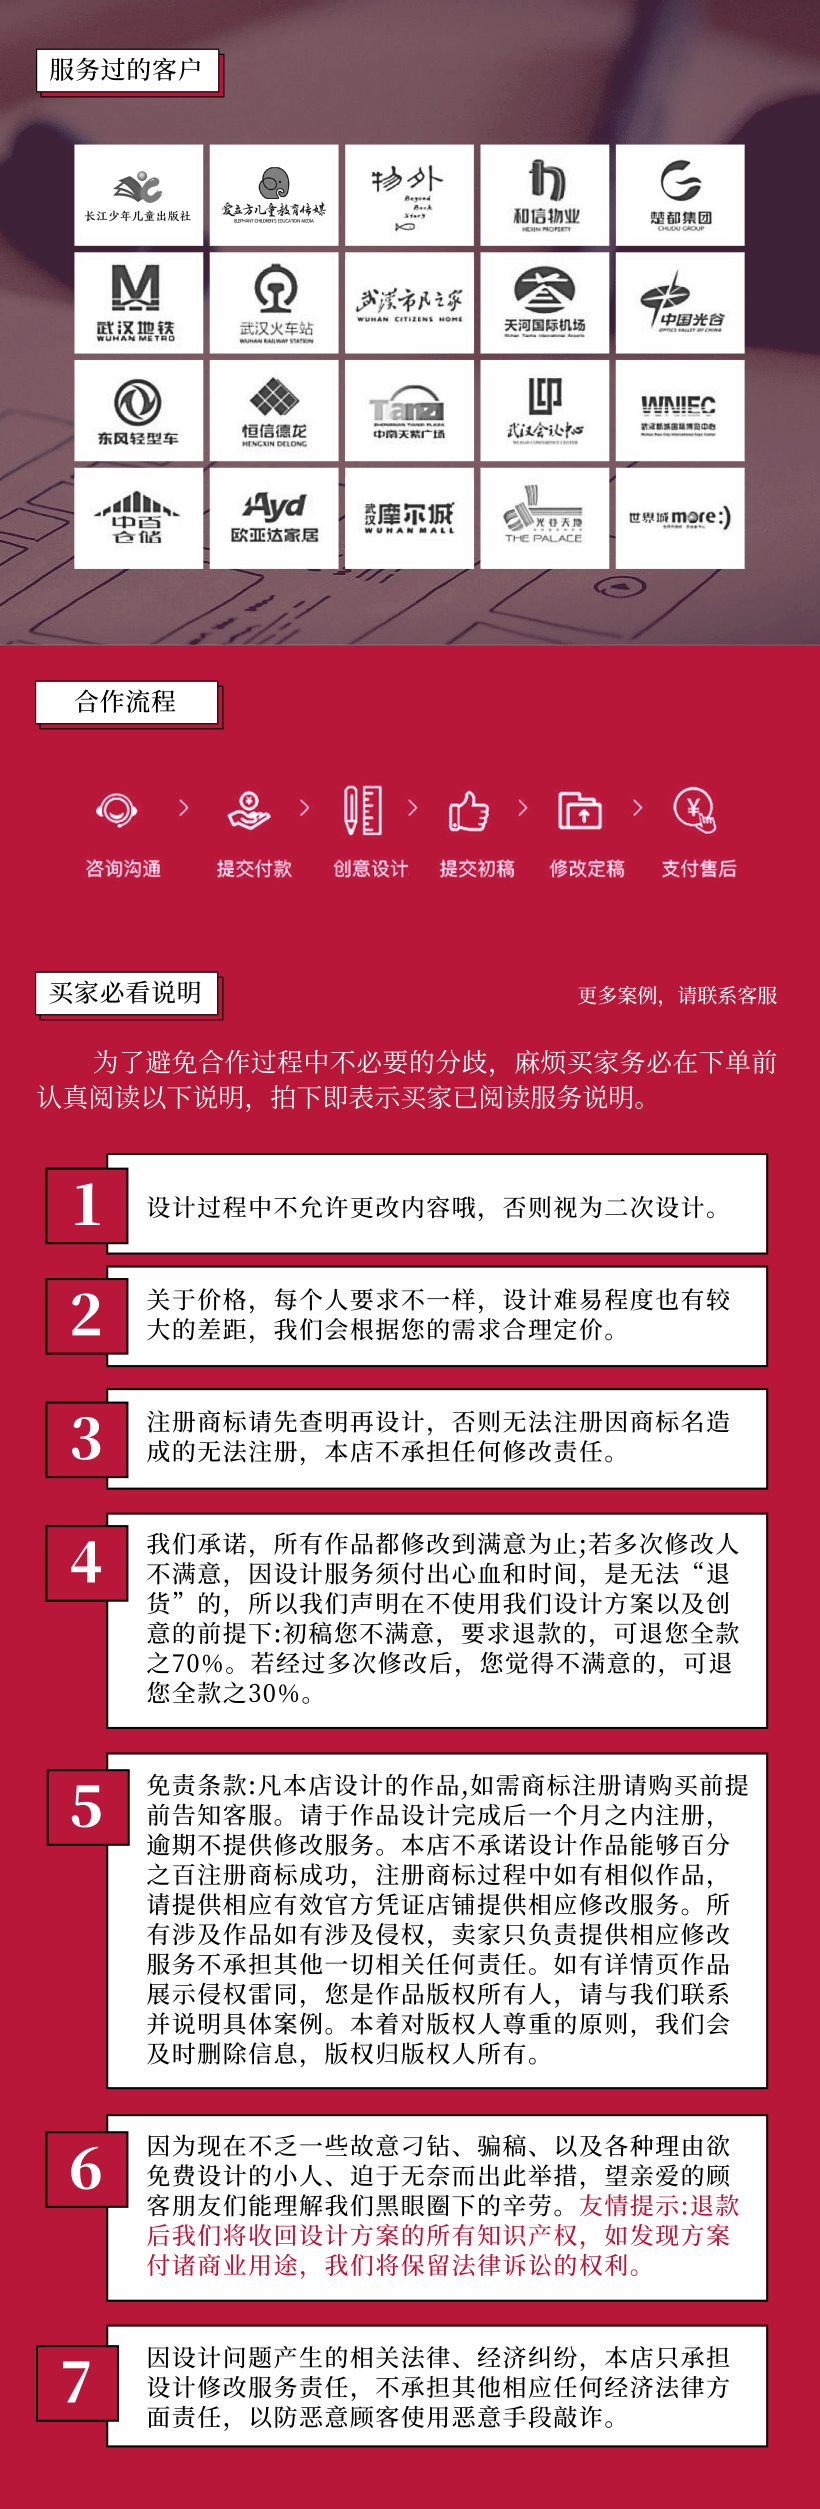 服务过的客户
长江少年儿童出版社
爱立方儿童教育传媒
ELEPHANT CHILDREN'S EDUCATION MEDIA
物外
Beyond
Book
Story
和信物业
HEXIN PROPERTY
楚都集团
CHUDU GROUP
武汉地铁
WUHAN METRO
武汉火车站
WUHAN RAILWAY STATION
武汉市民之家
WUHAN CITIZENS HOME
天河国际机场
Wuhan Tianhe International Airports
中国光谷
OPTICS VALLEY OF CHINA
东风轻型车
恒信德龙
HENGXIN DELONG
Tianzi
ZHONGNAN TIANZI PLAZA
中南天紫广场
武汉会议中心
WUHAN CONFERENCE CENTER
WNIEC
武汉新城国际博览中心
Wuhan New City International Expo Center
中百
仓储
Ayd
欧亚达家居
武汉摩尔城
WUHAN MALL
光谷天地
THE PALACE
世界城more:)
合作流程
咨询沟通
提交付款
创意设计
提交初稿
修改定稿
支付售后
买家必看说明
更多案例，请联系客服
为了避免合作过程中不必要的分歧，麻烦买家务必在下单前
认真阅读以下说明，拍下即表示买家已阅读服务说明。
1
设计过程中不允许更改内容哦，否则视为二次设计。
2
关于价格，每个人要求不一样，设计难易程度也有较
大的差距，我们会根据您的需求合理定价。
3
注册商标请先查明再设计，否则无法注册因商标名造
成的无法注册，本店不承担任何修改责任。
4
我们承诺，所有作品都修改到满意为止;若多次修改人
不满意，因设计服务须付出心血和时间，是无法“退
货”的，所以我们声明在不使用我们设计方案以及创
意的前提下:初稿您不满意，要求退款的，可退您全款
之70%。若经过多次修改后，您觉得不满意的，可退
您全款之30%。
5
免责条款:凡本店设计的作品,如需商标注册请购买前提
前告知客服。请于作品设计完成后一个月之内注册，
逾期不提供修改服务。本店不承诺设计作品能够百分
之百注册商标成功，注册商标过程中如有相似作品，
请提供相应有效官方凭证店铺提供相应修改服务。所
有涉及作品如有涉及侵权，卖家只负责提供相应修改
服务不承担其他一切相关任何责任。如有详情页作品
展示侵权雷同，您是作品版权所有人，请与我们联系
并说明具体案例。本着对版权人尊重的原则，我们会
及时删除信息，版权归版权人所有。
6
因为现在不乏一些故意刁钻、骗稿、以及各种理由欲
免费设计的小人、迫于无奈而出此举措，望亲爱的顾
客朋友们能理解我们黑眼圈下的辛劳。友情提示:退款
后我们将收回设计方案的所有知识产权，如发现方案
付诸商业用途，我们将保留法律诉讼的权利。
7
因设计问题产生的相关法律、经济纠纷，本店只承担
设计修改服务责任，不承担其他相应任何经济法律方
面责任，以防恶意顾客使用恶意手段敲诈。